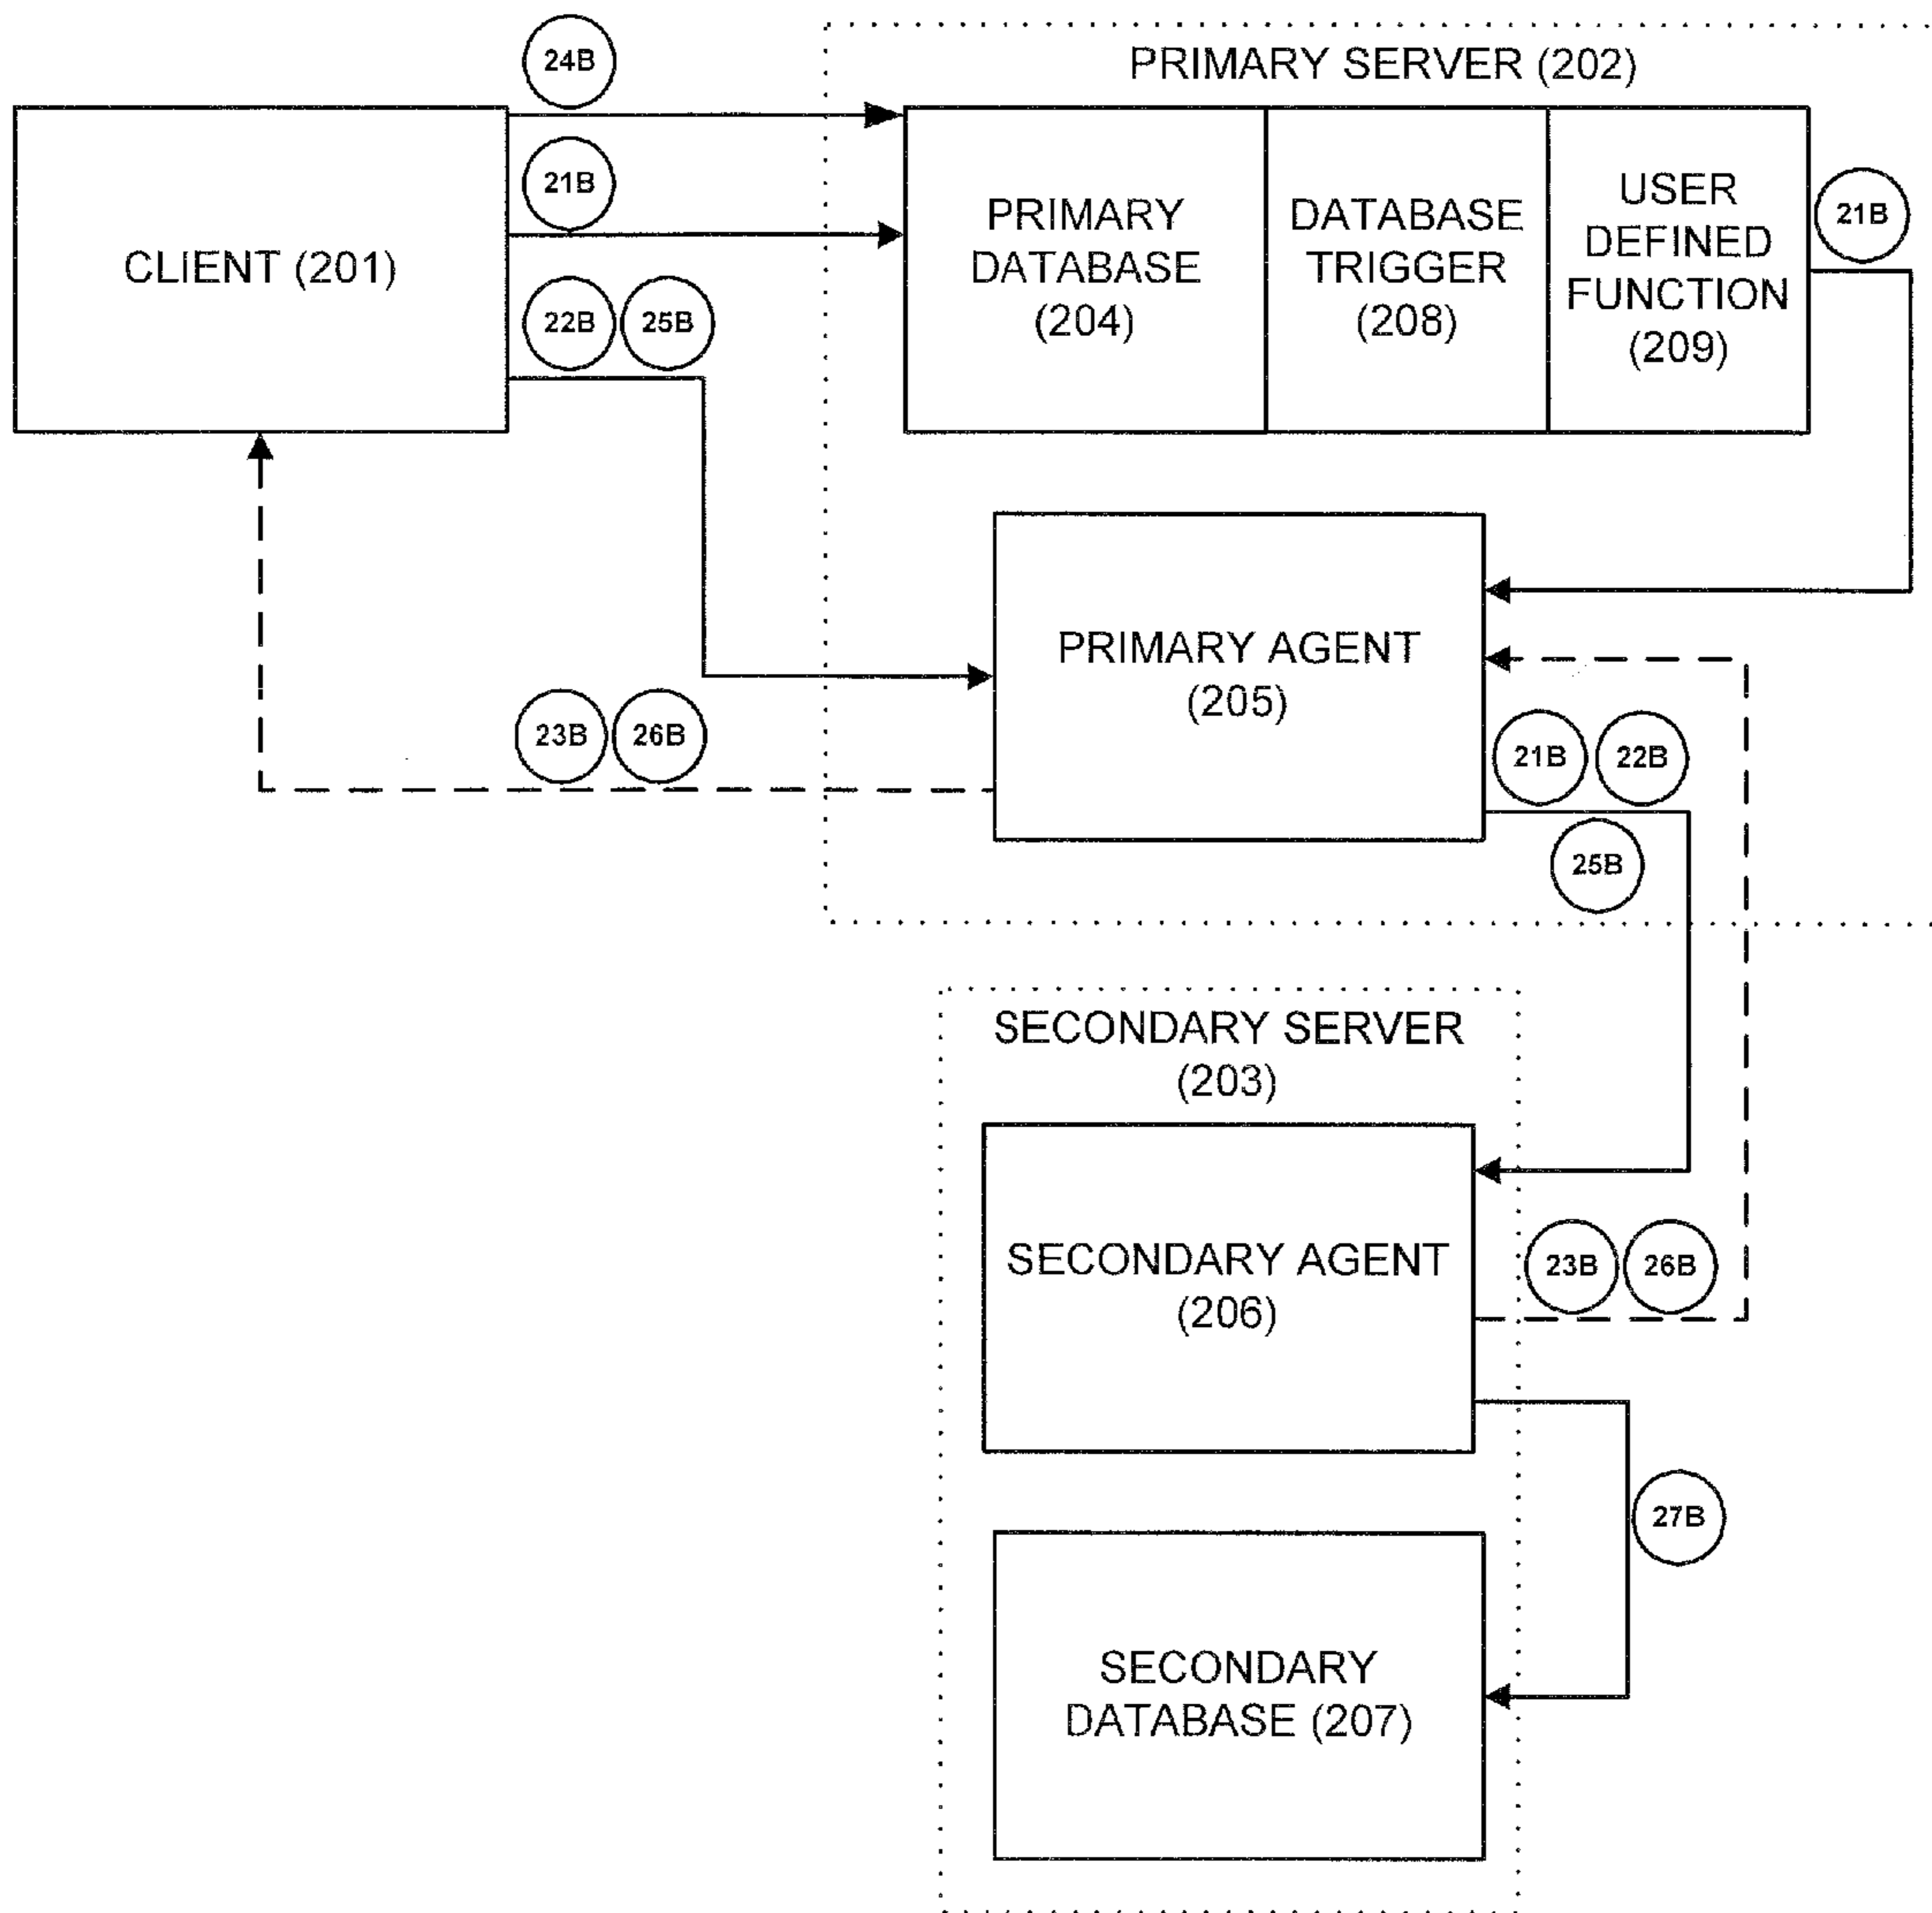 24B
PRIMARY SERVER (202)
21B
CLIENT (201)
22B
25B
PRIMARY
DATABASE
(204)
DATABASE
TRIGGER
(208)
USER
DEFINED
FUNCTION
(209)
21B
PRIMARY AGENT
(205)
23B
26B
21B
22B
25B
SECONDARY SERVER
(203)
SECONDARY AGENT
(206)
23B
26B
27B
SECONDARY
DATABASE (207)